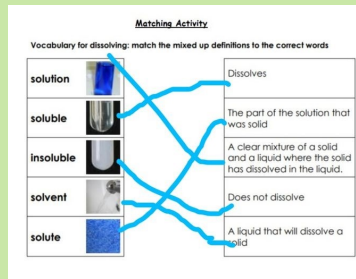 Matching Activity
Vocabulary for dissolving: match the mixed up definitions to the correct words
solution
soluble
insoluble
solvent
solute
Dissolves
The part of the solution that
was solid
A clear mixture of a solid
and a liquid where the solid
has dissolved in the liquid.
Does not dissolve
A liquid that will dissolve a
solid